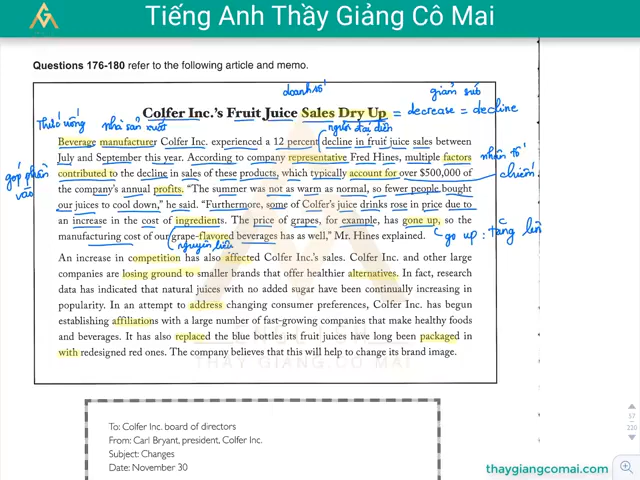 AG
Tiếng Anh Thầy Giảng Cô Mai
Questions 176-180 refer to the following article and memo.
doanh số
giảm sút
Colfer Inc.'s Fruit Juice Sales Dry Up = decrease = decline
Thức uống
nhà sản xuất
người đại diện
Beverage manufacturer Colfer Inc. experienced a 12 percent decline in fruit juice sales between
July and September this year. According to company representative Fred Hines, multiple factors
nhân tố
góp phần vào
contributed to the decline in sales of these products, which typically account for over $500,000 of
chiếm
the company's annual profits. "The summer was not as warm as normal, so fewer people bought
our juices to cool down," he said. "Furthermore, some of Colfer's juice drinks rose in price due to
an increase in the cost of ingredients. The price of grapes, for example, has gone up, so the
manufacturing cost of our grape-flavored beverages has as well," Mr. Hines explained.
go up : tăng lên
nguyên liệu
An increase in competition has also affected Colfer Inc.'s sales. Colfer Inc. and other large
companies are losing ground to smaller brands that offer healthier alternatives. In fact, research
data has indicated that natural juices with no added sugar have been continually increasing in
popularity. In an attempt to address changing consumer preferences, Colfer Inc. has begun
establishing affiliations with a large number of fast-growing companies that make healthy foods
and beverages. It has also replaced the blue bottles its fruit juices have long been packaged in
with redesigned red ones. The company believes that this will help to change its brand image.
THẦY GIẢNG CÔ MAI
To: Colfer Inc. board of directors
From: Carl Bryant, president, Colfer Inc.
Subject: Changes
Date: November 30
57
220
thaygiangcomai.com